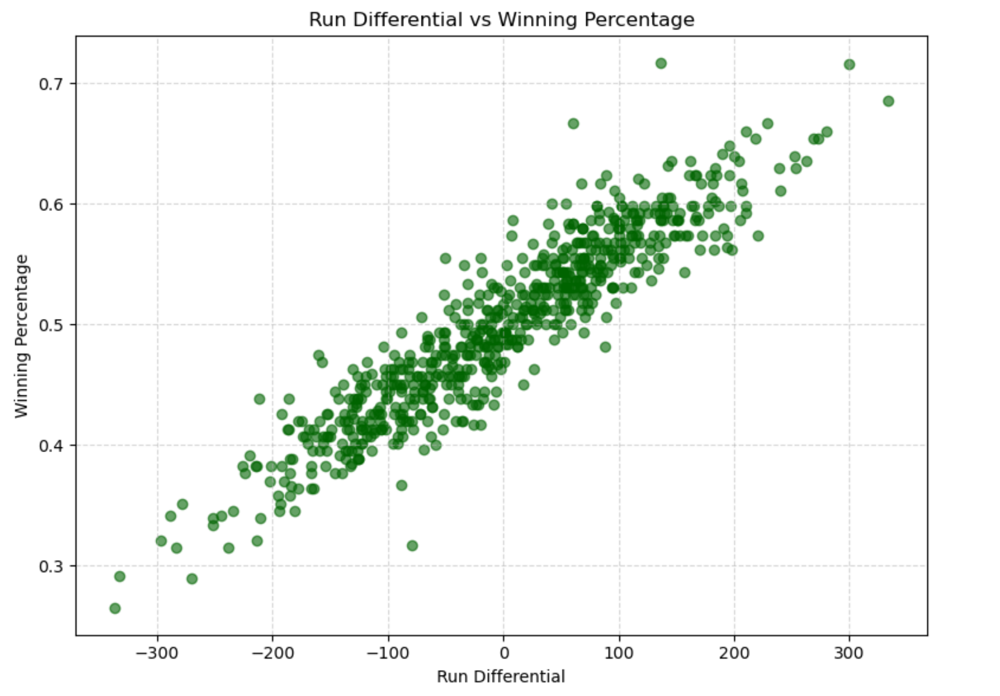 Run Differential vs Winning Percentage
0.7
0.6
0.5
0.4
0.3
Winning Percentage
−300 −200 −100 0 100 200 300
Run Differential